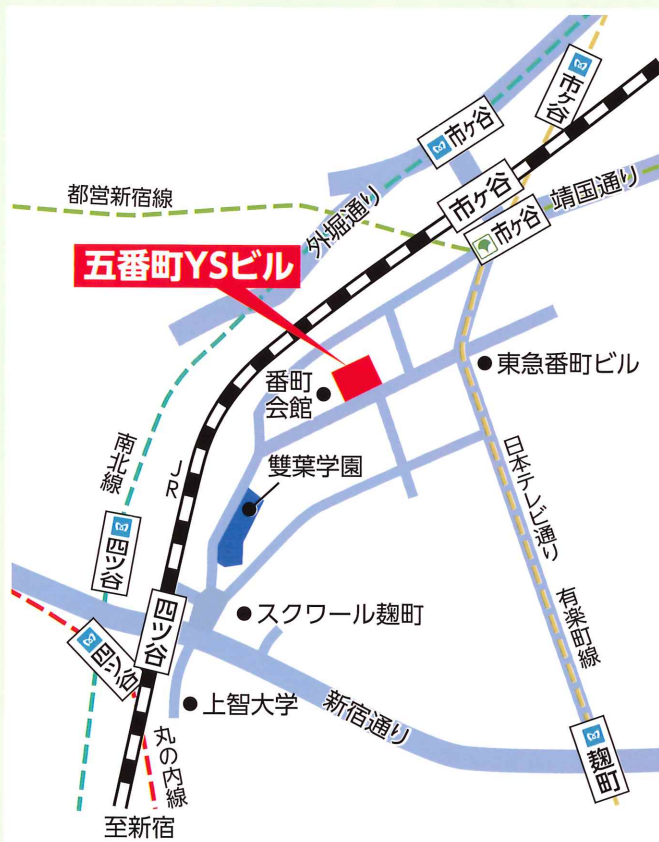 市ケ谷
市ケ谷
都営新宿線
市ケ谷
靖国通り
外堀通り
市ケ谷
五番町YSビル
東急番町ビル
番町
会館
南北線
JR
雙葉学園
日本テレビ通り
四ツ谷
有楽町線
四ツ谷
スクワール麹町
四ツ谷
上智大学
新宿通り
丸の内線
麹町
至新宿